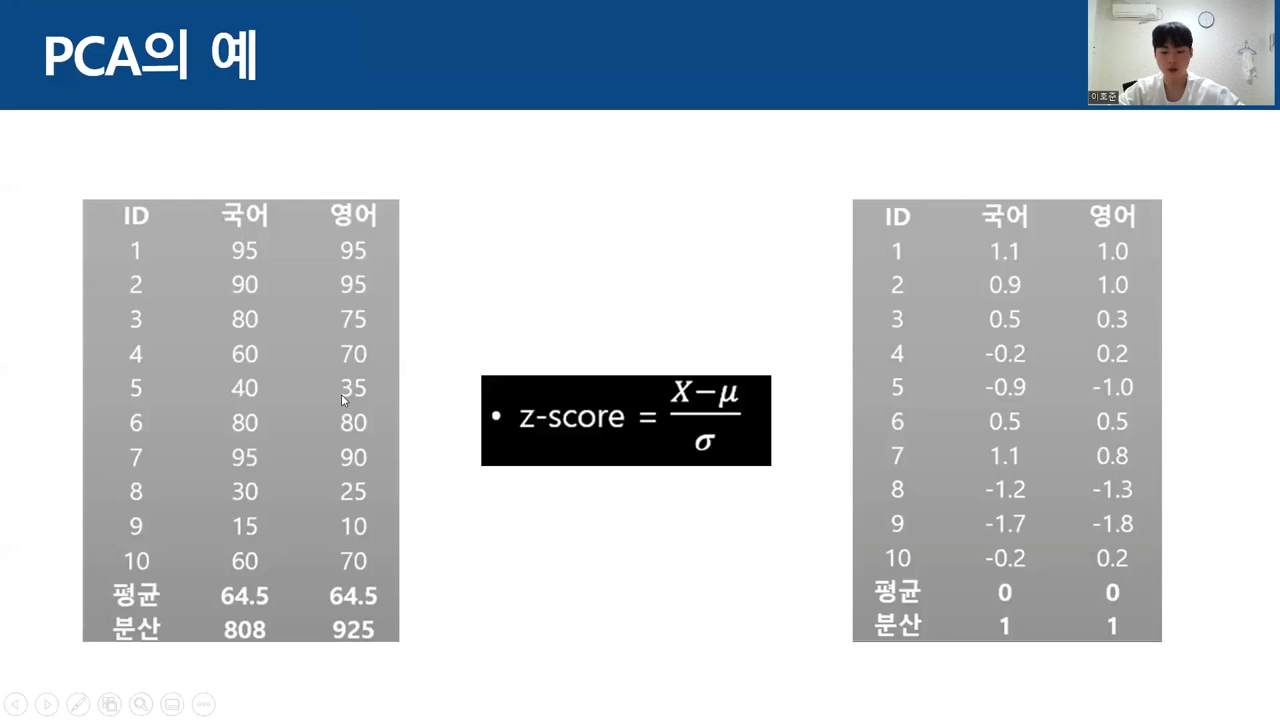 PCA의 예
이호준
ID 국어 영어
1 95 95
2 90 95
3 80 75
4 60 70
5 40 35
6 80 80
7 95 90
8 30 25
9 15 10
10 60 70
평균 64.5 64.5
분산 808 925
• z-score = X−μ / σ
ID 국어 영어
1 1.1 1.0
2 0.9 1.0
3 0.5 0.3
4 -0.2 0.2
5 -0.9 -1.0
6 0.5 0.5
7 1.1 0.8
8 -1.2 -1.3
9 -1.7 -1.8
10 -0.2 0.2
평균 0 0
분산 1 1